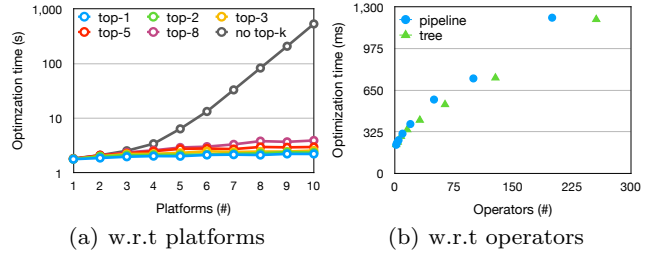 Optimzation time (s)
1,000
100
10
1
top-1 top-2 top-3
top-5 top-8 no top-k
1 2 3 4 5 6 7 8 9 10
Platforms (#)
(a) w.r.t platforms
Optimization time (ms)
1,300
975
650
325
0
pipeline
tree
0 75 150 225 300
Operators (#)
(b) w.r.t operators